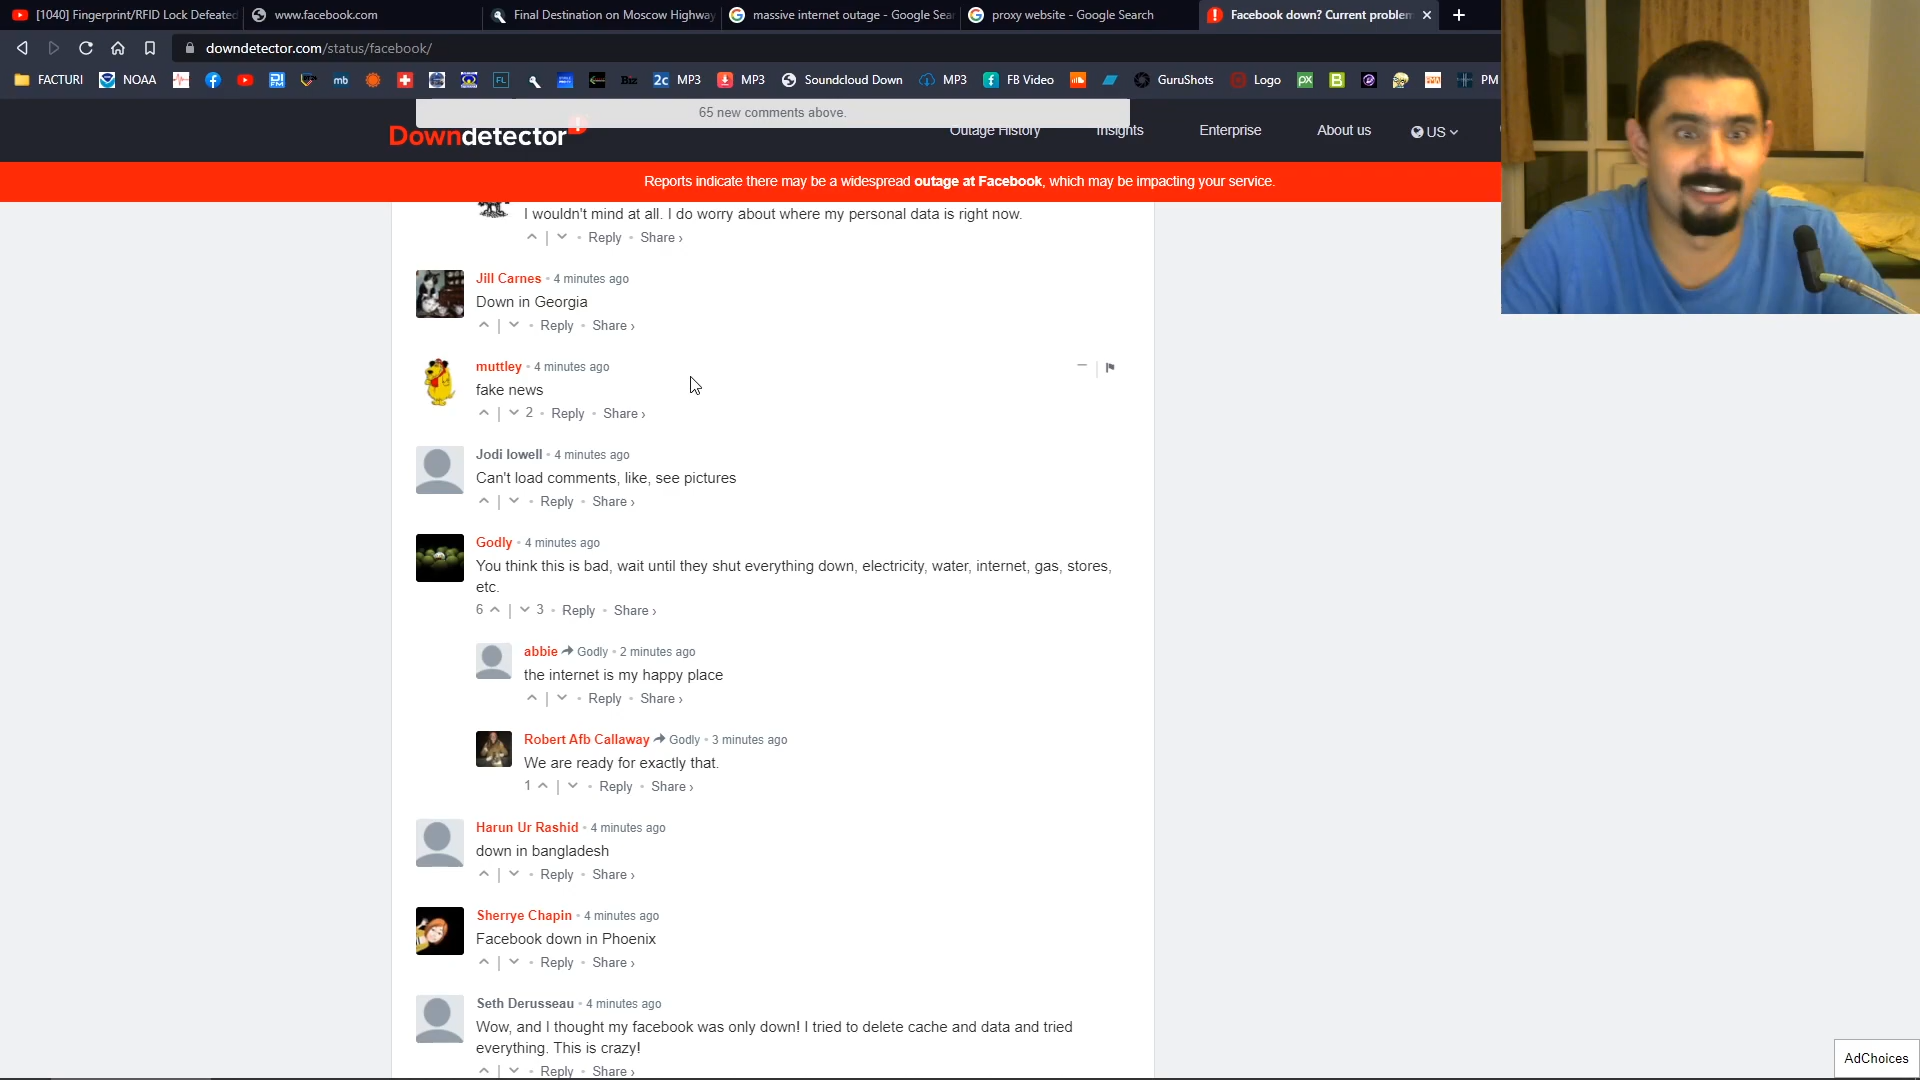 [1040] Fingerprint/RFID Lock Defeated
www.facebook.com
Final Destination on Moscow Highway
massive internet outage - Google Sear
proxy website - Google Search
Facebook down? Current problem
downdetector.com/status/facebook/
FACTURI
NOAA
mb
FL
Biz
2c MP3
MP3
Soundcloud Down
MP3
FB Video
GuruShots
Logo
PX
B
PM
65 new comments above.
Downdetector
Outage History
Insights
Enterprise
About us
US
Reports indicate there may be a widespread outage at Facebook, which may be impacting your service.
I wouldn't mind at all. I do worry about where my personal data is right now.
Reply • Share ›
Jill Carnes • 4 minutes ago
Down in Georgia
Reply • Share ›
muttley • 4 minutes ago
fake news
2 • Reply • Share ›
Jodi lowell • 4 minutes ago
Can't load comments, like, see pictures
Reply • Share ›
Godly • 4 minutes ago
You think this is bad, wait until they shut everything down, electricity, water, internet, gas, stores,
etc.
6 | 3 • Reply • Share ›
abbie Godly • 2 minutes ago
the internet is my happy place
Reply • Share ›
Robert Afb Callaway Godly • 3 minutes ago
We are ready for exactly that.
1 | • Reply • Share ›
Harun Ur Rashid • 4 minutes ago
down in bangladesh
Reply • Share ›
Sherrye Chapin • 4 minutes ago
Facebook down in Phoenix
Reply • Share ›
Seth Derusseau • 4 minutes ago
Wow, and I thought my facebook was only down! I tried to delete cache and data and tried
everything. This is crazy!
Reply • Share ›
AdChoices